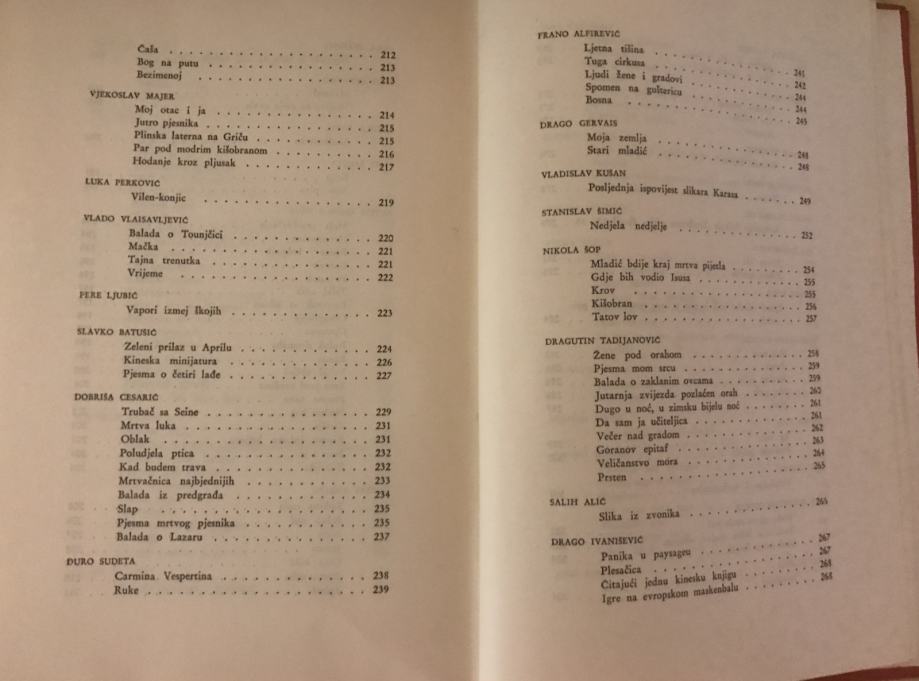 Čaša . . . . . . . . . . . . . . . . . . . . 212
Bog na putu . . . . . . . . . . . . . . . . . 213
Bezimenoj . . . . . . . . . . . . . . . . . . 213
VJEKOSLAV MAJER
Moj otac i ja . . . . . . . . . . . . . . . . 214
Jutro pjesnika . . . . . . . . . . . . . . . . 215
Plinska laterna na Griču . . . . . . . . . . . 215
Par pod modrim kišobranom . . . . . . . . . . 216
Hodanje kroz pljusak . . . . . . . . . . . . . 217
LUKA PERKOVIĆ
Vilen-konjic . . . . . . . . . . . . . . . . . 219
VLADO VLAISAVLJEVIĆ
Balada o Tounjčici . . . . . . . . . . . . . . 220
Mačka . . . . . . . . . . . . . . . . . . . . 221
Tajna trenutka . . . . . . . . . . . . . . . . 221
Vrijeme . . . . . . . . . . . . . . . . . . . 222
PERE LJUBIĆ
Vapori izmej škojih . . . . . . . . . . . . . 223
SLAVKO BATUŠIĆ
Zeleni prilaz u Aprilu . . . . . . . . . . . . 224
Kineska minijatura . . . . . . . . . . . . . . 226
Pjesma o četiri lađe . . . . . . . . . . . . . 227
DOBRIŠA CESARIĆ
Trubač sa Seine . . . . . . . . . . . . . . . 229
Mrtva luka . . . . . . . . . . . . . . . . . . 231
Oblak . . . . . . . . . . . . . . . . . . . . 231
Poludjela ptica . . . . . . . . . . . . . . . 232
Kad budem trava . . . . . . . . . . . . . . . 232
Mrtvačnica najbjednijih . . . . . . . . . . . 233
Balada iz predgrađa . . . . . . . . . . . . . 234
Slap . . . . . . . . . . . . . . . . . . . . . 235
Pjesma mrtvog pjesnika . . . . . . . . . . . . 235
Balada o Lazaru . . . . . . . . . . . . . . . 237
ĐURO SUDETA
Carmina Vespertina . . . . . . . . . . . . . . 238
Ruke . . . . . . . . . . . . . . . . . . . . . 239
FRANO ALFIREVIĆ
Ljetna tišina . . . . . . . . . . . . . . . . 241
Tuga cirkusa . . . . . . . . . . . . . . . . . 242
Ljudi žene i gradovi . . . . . . . . . . . . . 244
Spomen na guštericu . . . . . . . . . . . . . 244
Bosna . . . . . . . . . . . . . . . . . . . . 245
DRAGO GERVAIS
Moja zemlja . . . . . . . . . . . . . . . . . 248
Stari mladić . . . . . . . . . . . . . . . . . 248
VLADISLAV KUŠAN
Posljednja ispovijest slikara Karasa . . . . . 249
STANISLAV ŠIMIĆ
Nedjela nedjelje . . . . . . . . . . . . . . . 252
NIKOLA ŠOP
Mladić bdije kraj mrtva pijetla . . . . . . . 254
Gdje bih vodio Isusa . . . . . . . . . . . . . 255
Krov . . . . . . . . . . . . . . . . . . . . . 255
Kišobran . . . . . . . . . . . . . . . . . . . 256
Tatov lov . . . . . . . . . . . . . . . . . . 257
DRAGUTIN TADIJANOVIĆ
Žene pod orahom . . . . . . . . . . . . . . . 258
Pjesma mom srcu . . . . . . . . . . . . . . . 259
Balada o zaklanim ovcama . . . . . . . . . . . 259
Jutarnja zvijezda pozlaćen orah . . . . . . . 260
Dugo u noć, u zimsku bijelu noć . . . . . . . 261
Da sam ja učiteljica . . . . . . . . . . . . . 261
Večer nad gradom . . . . . . . . . . . . . . . 262
Goranov epitaf . . . . . . . . . . . . . . . . 263
Veličanstvo mora . . . . . . . . . . . . . . . 264
Prsten . . . . . . . . . . . . . . . . . . . . 265
SALIH ALIĆ
Slika iz zvonika . . . . . . . . . . . . . . . 266
DRAGO IVANIŠEVIĆ
Panika u paysageu . . . . . . . . . . . . . . 267
Plesačica . . . . . . . . . . . . . . . . . . 267
Čitajući jednu kinesku knjigu . . . . . . . . 268
Igre na evropskom maskenbalu . . . . . . . . . 268